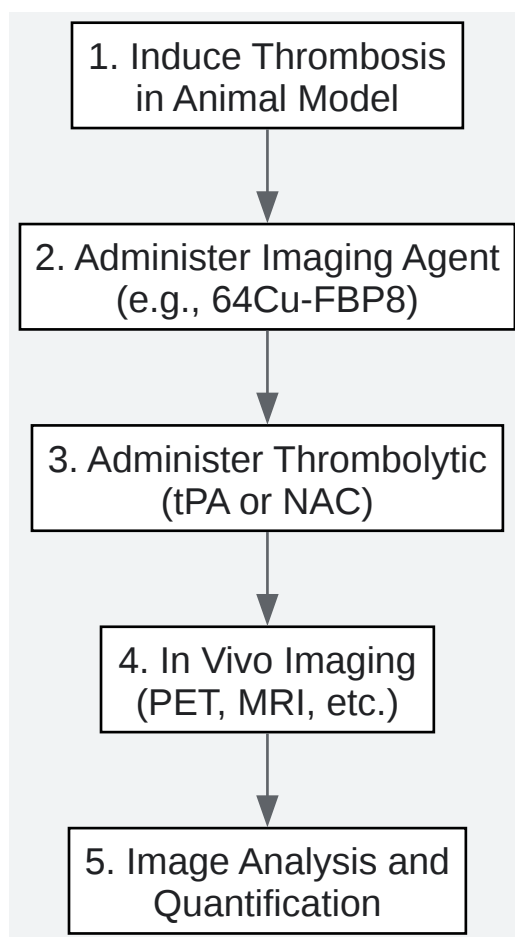 1. Induce Thrombosis
in Animal Model
2. Administer Imaging Agent
(e.g., 64Cu-FBP8)
3. Administer Thrombolytic
(tPA or NAC)
4. In Vivo Imaging
(PET, MRI, etc.)
5. Image Analysis and
Quantification